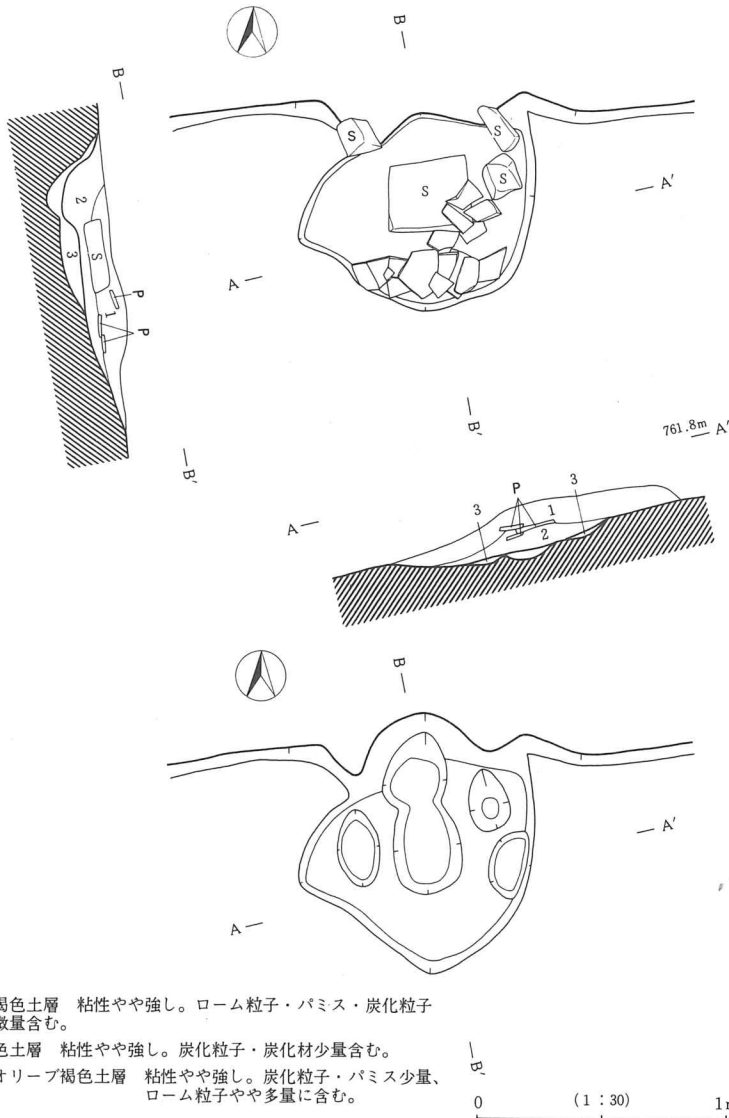 B
B
S
S
S
S
A'
A
2
3
S
1
P
P
B'
B'
761.8m
A'
A
P
3
3
1
2
B
A'
A
褐色土層 粘性やや強し。ローム粒子・パミス・炭化粒子
微量含む。
色土層 粘性やや強し。炭化粒子・炭化材少量含む。
オリーブ褐色土層 粘性やや強し。炭化粒子・パミス少量、
ローム粒子やや多量に含む。
B'
0 (1：30) 1m